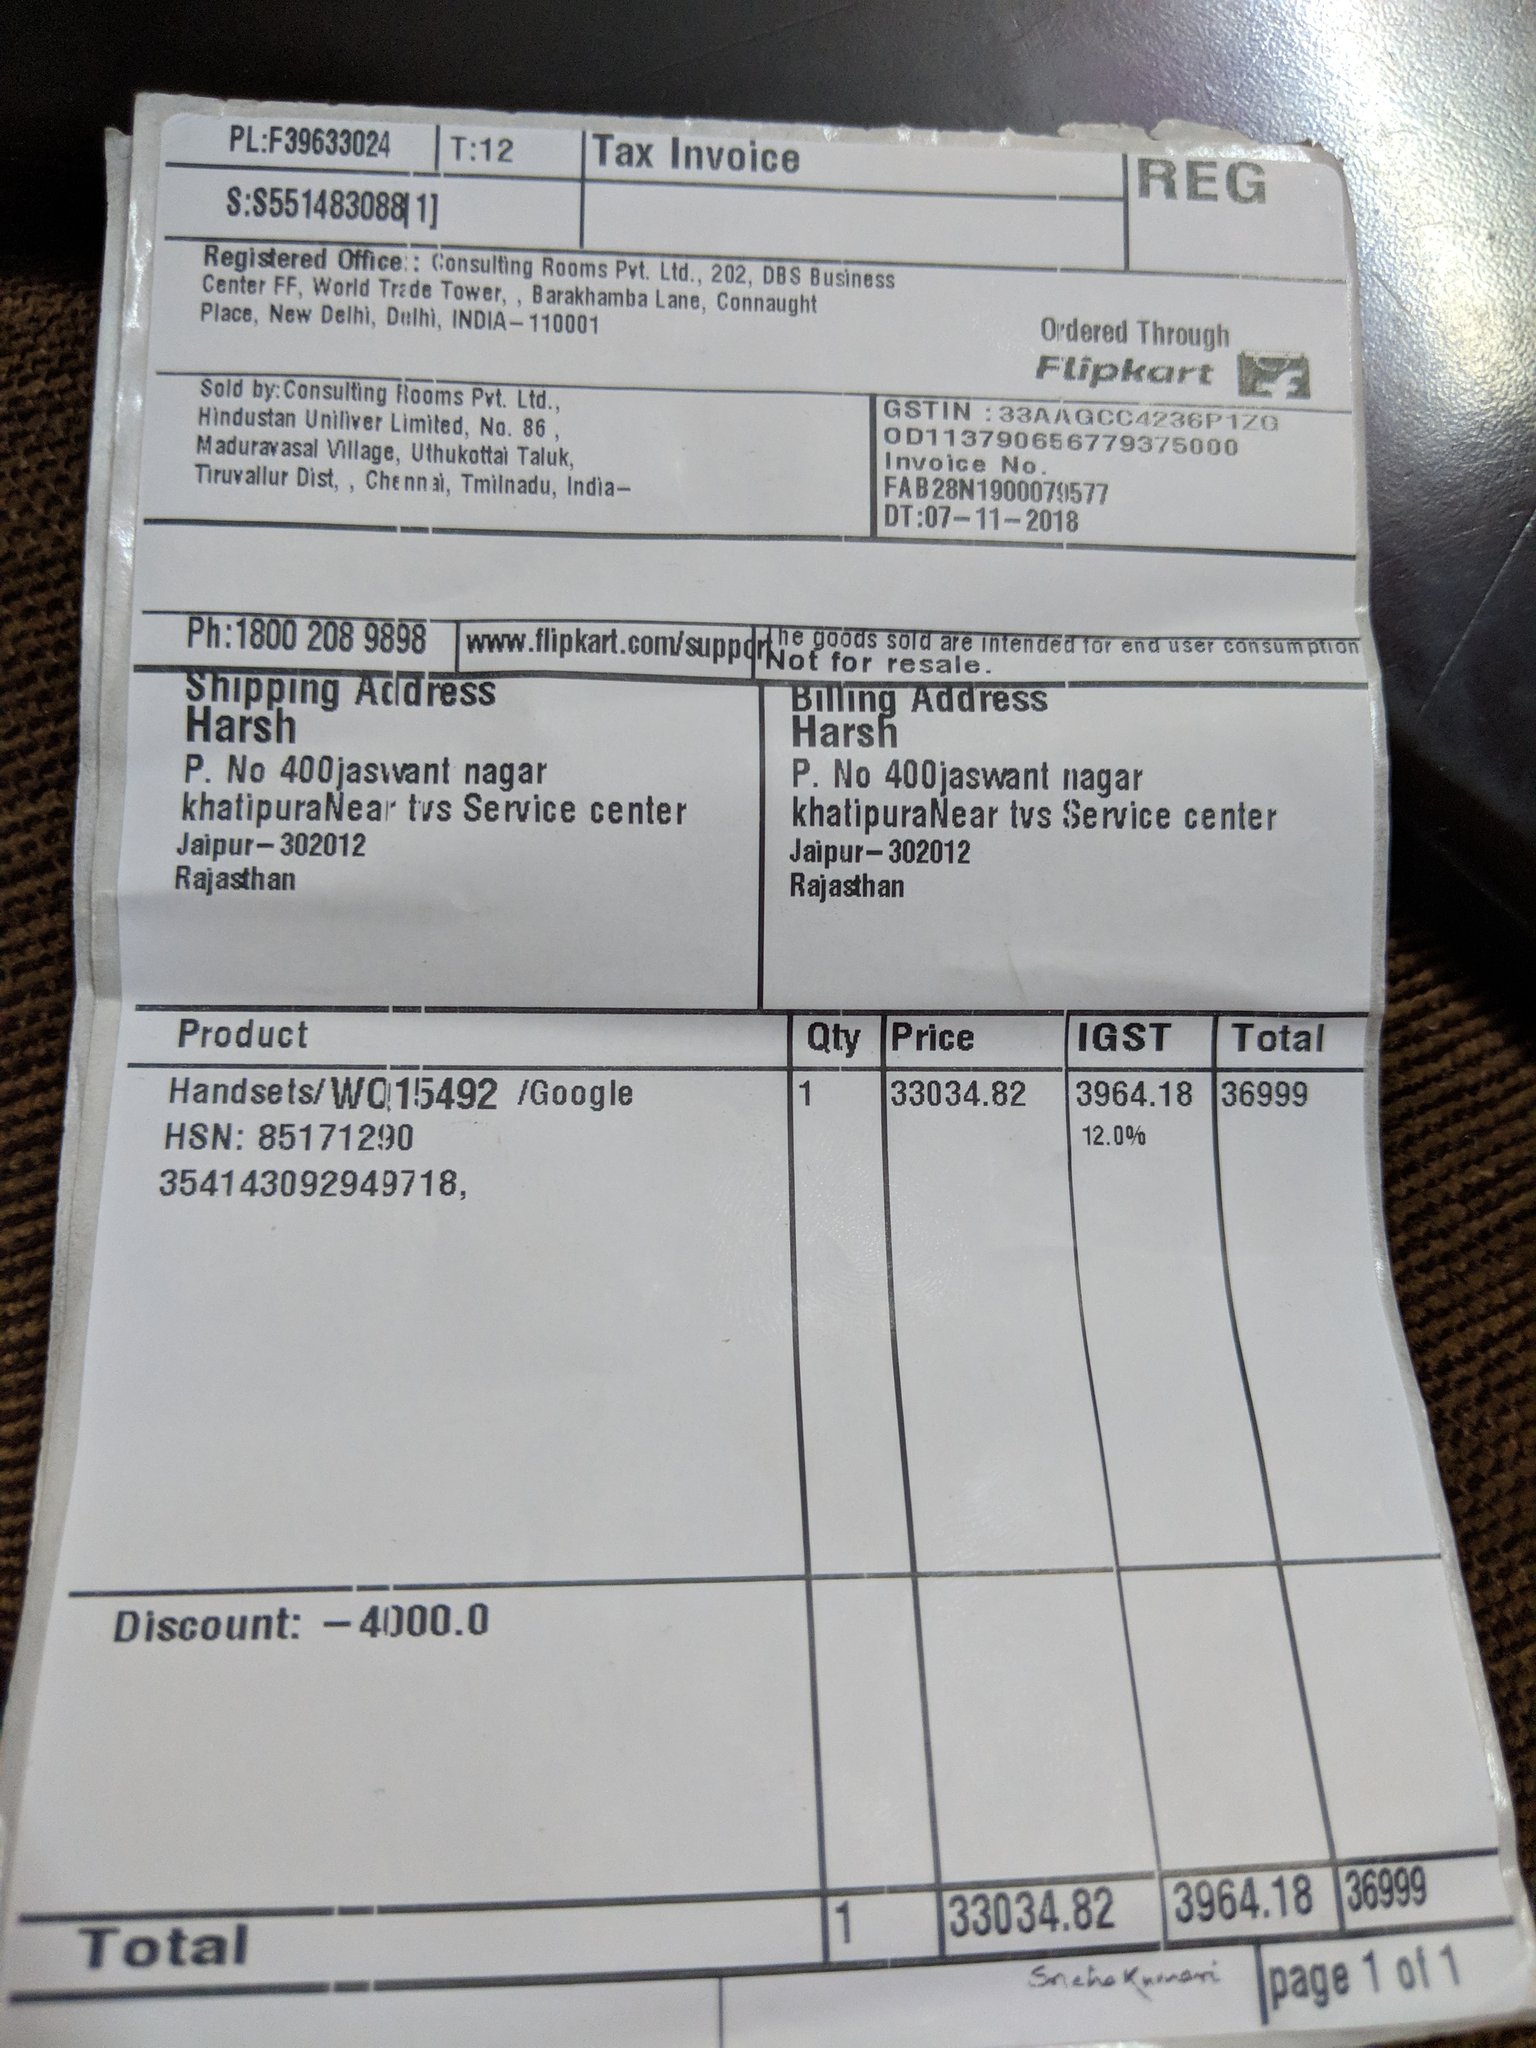 PL:F39633024 T:12 Tax Invoice REG
S:S551483088[1]
Registered Office:: Consulting Rooms Pvt. Ltd., 202, DBS Business
Center FF, World Trade Tower, , Barakhamba Lane, Connaught
Place, New Delhi, Delhi, INDIA-110001
Ordered Through
Flipkart
Sold by:Consulting Rooms Pvt. Ltd.,
Hindustan Uniliver Limited, No. 86 ,
Maduravasal Village, Uthukottai Taluk,
Tiruvallur Dist, , Chennai, Tmilnadu, India-
GSTIN :33AAGCC4236P1ZG
OD113790656779375000
Invoice No.
FAB28N1900079577
DT:07-11-2018
Ph:1800 208 9898 www.flipkart.com/support
The goods sold are intended for end user consumption
Not for resale.
Shipping Address
Harsh
P. No 400jaswant nagar
khatipuraNear tvs Service center
Jaipur-302012
Rajasthan
Billing Address
Harsh
P. No 400jaswant nagar
khatipuraNear tvs Service center
Jaipur-302012
Rajasthan
Product Qty Price IGST Total
Handsets/WQ15492 /Google 1 33034.82 3964.18 36999
HSN: 85171290 12.0%
354143092949718,
Discount: -4000.0
Total 1 33034.82 3964.18 36999
Sneha Kumari page 1 of 1